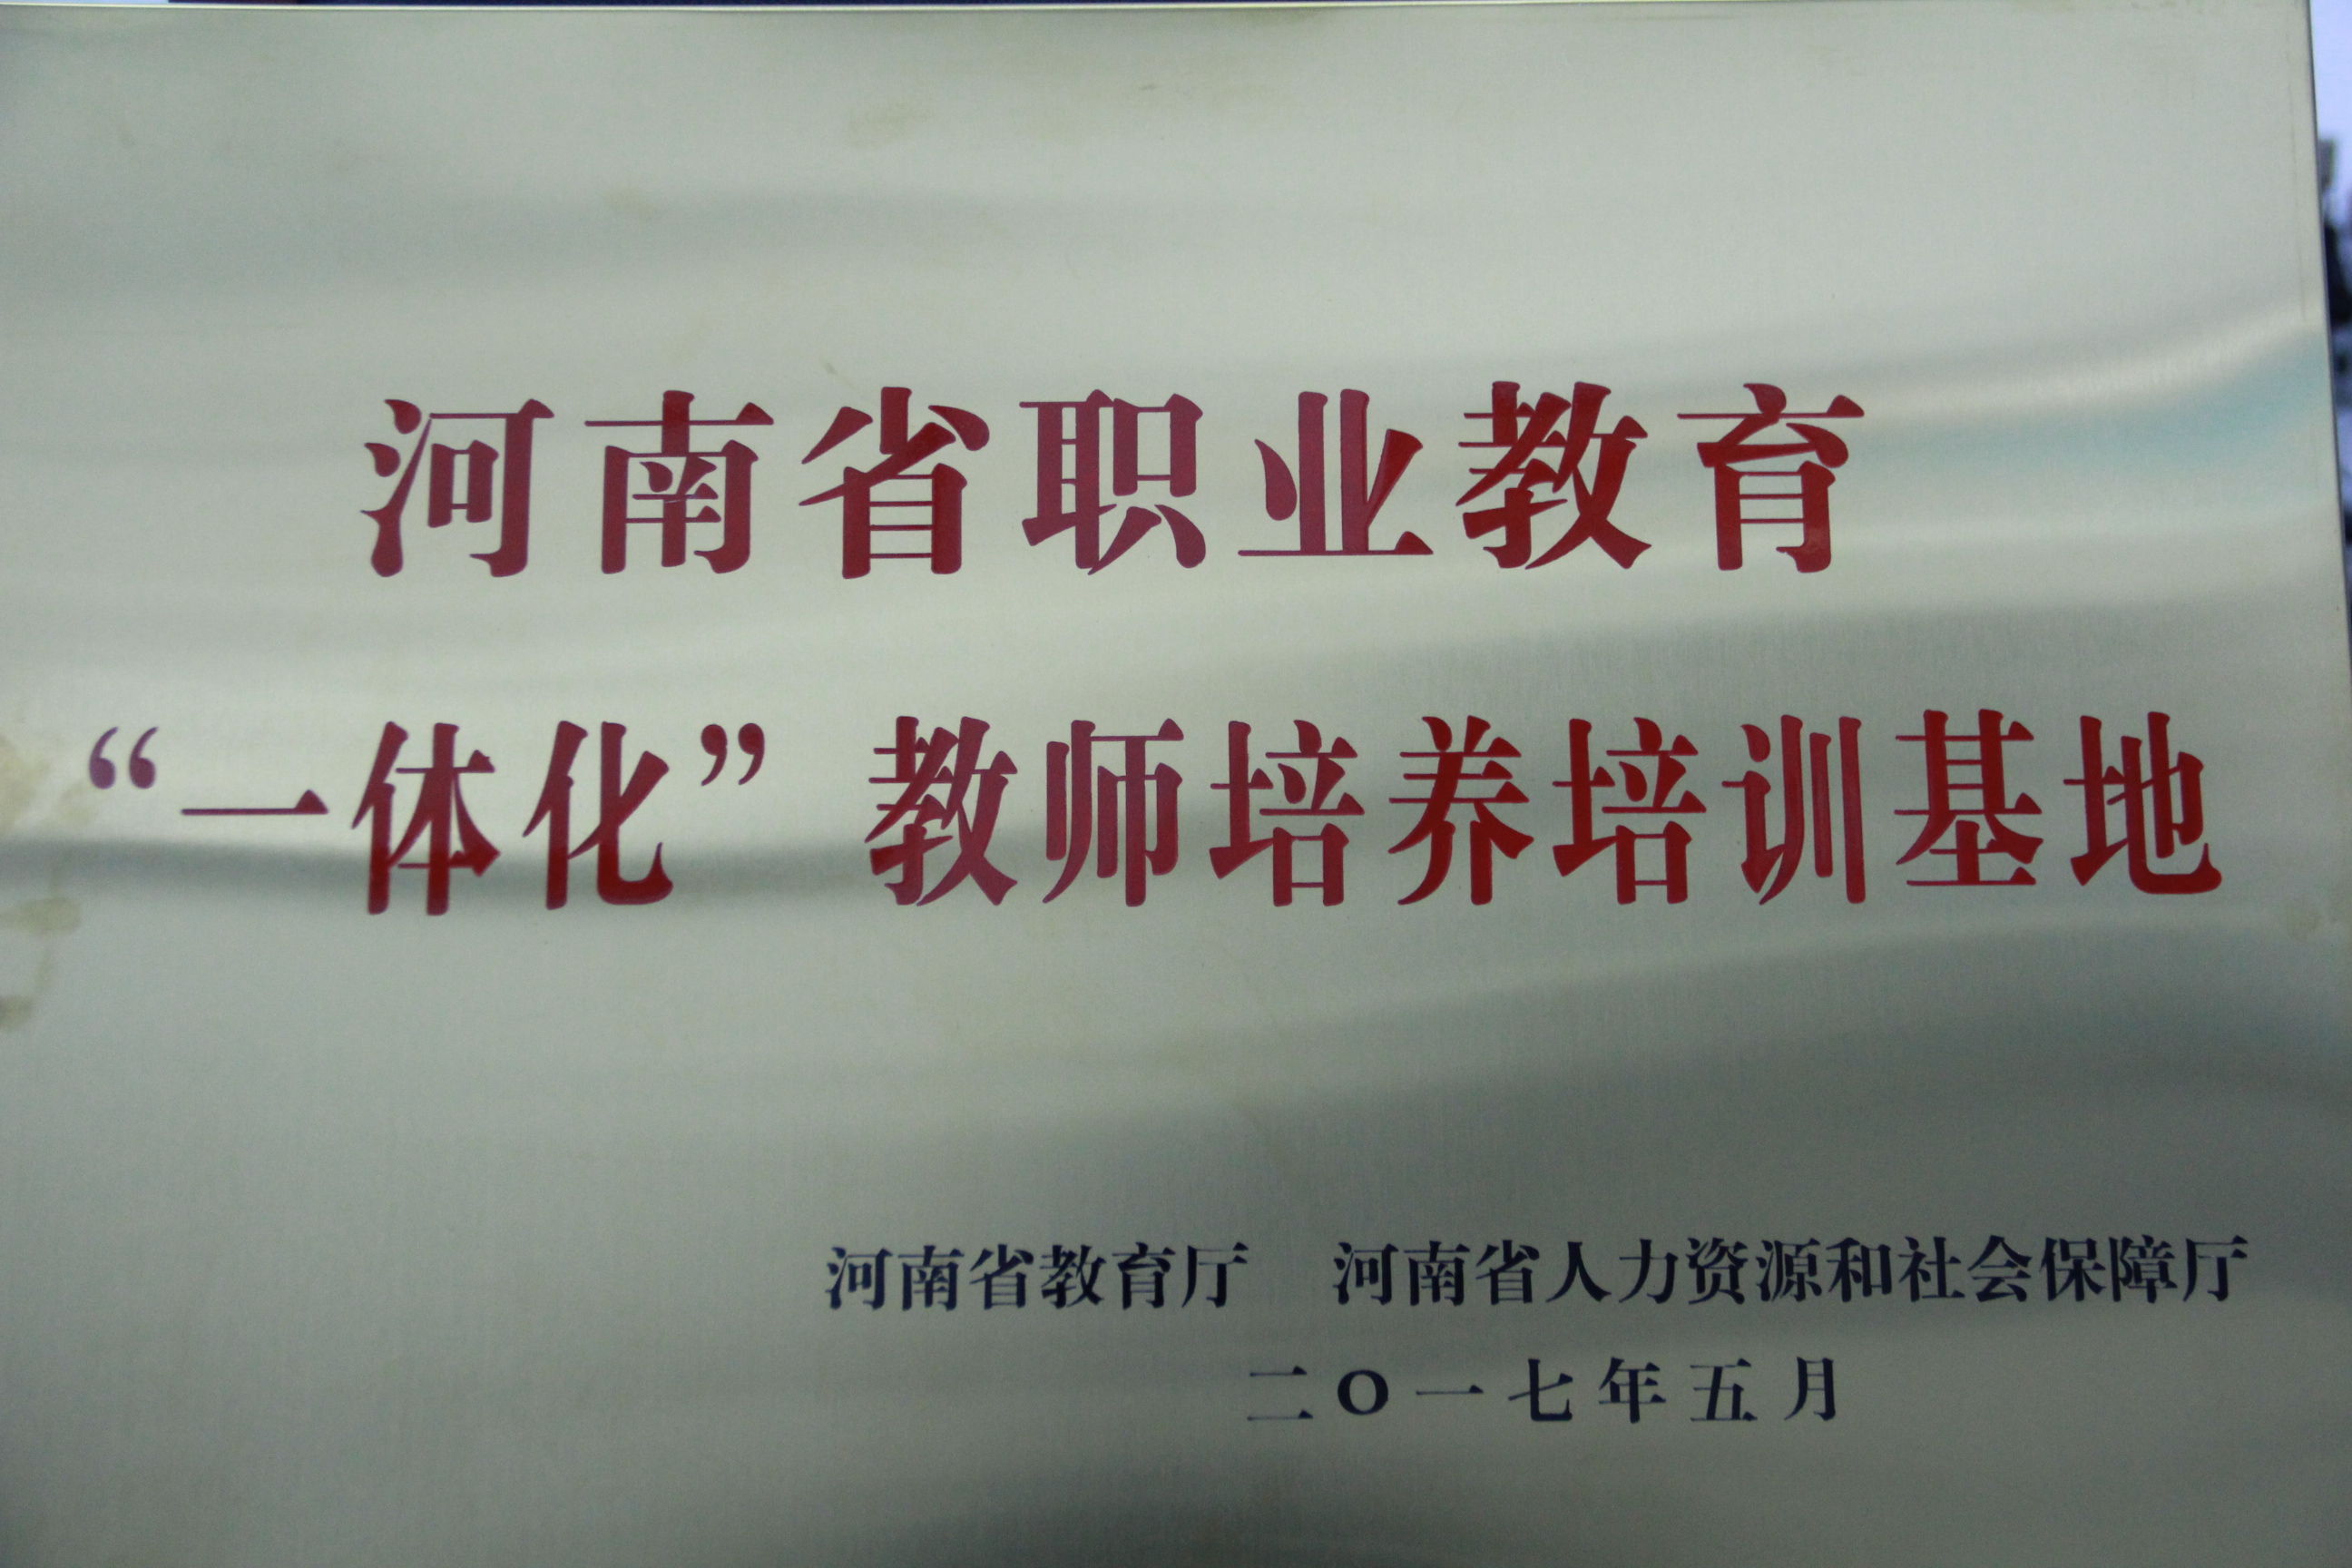 河南省职业教育
“一体化”教师培养培训基地
河南省教育厅 河南省人力资源和社会保障厅
二〇一七年五月